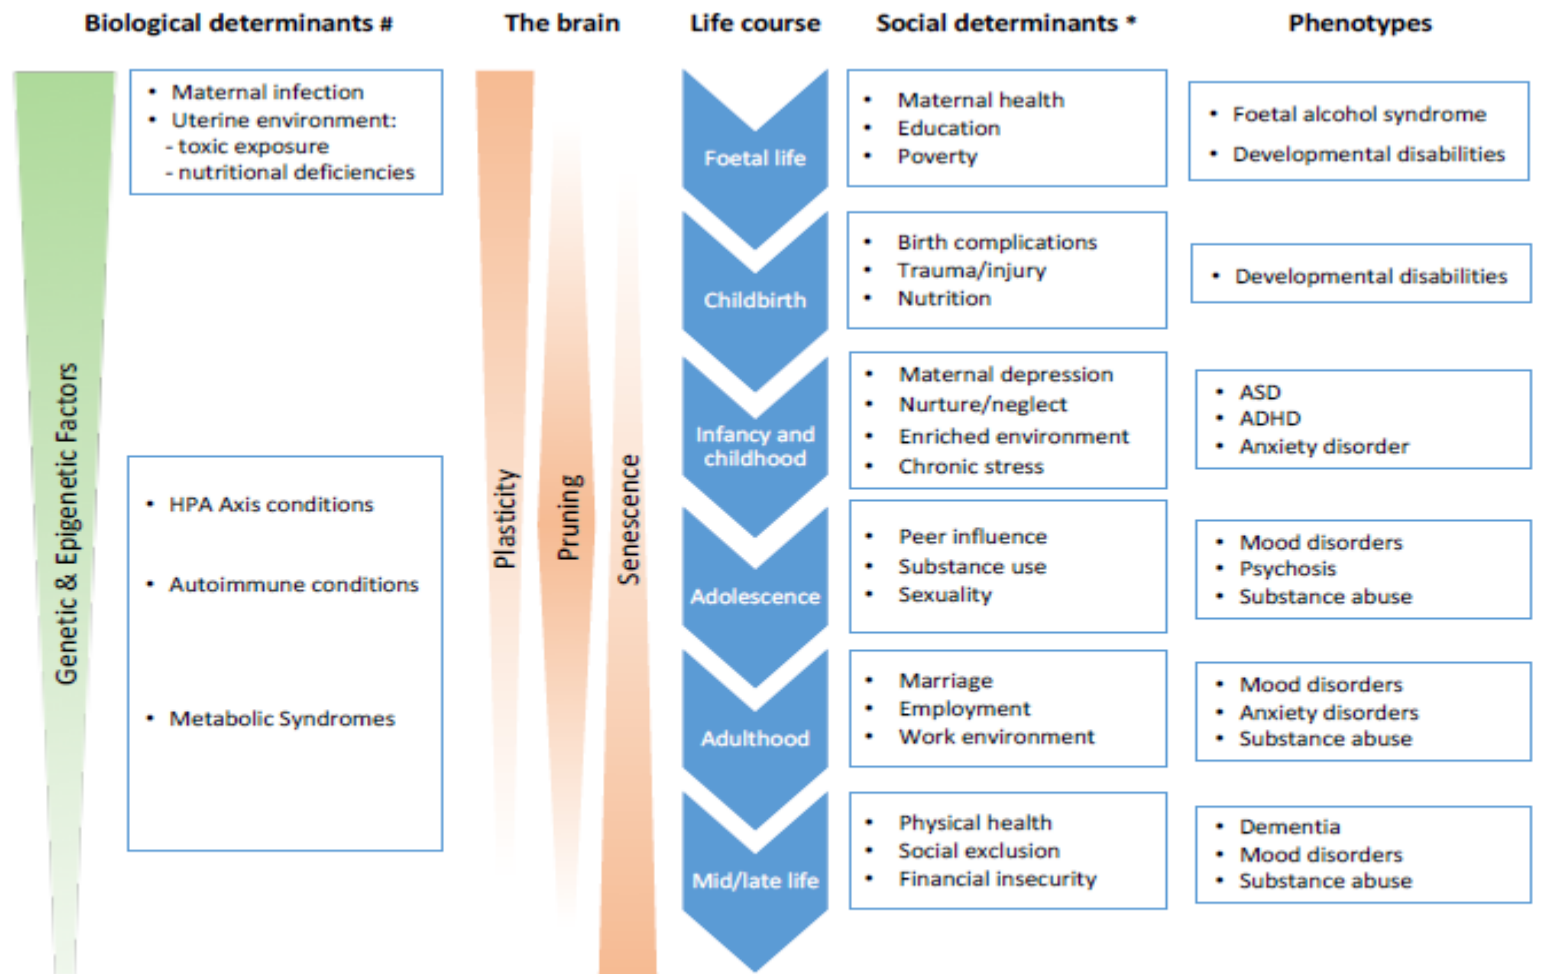 Biological determinants #
The brain
Life course
Social determinants *
Phenotypes
Genetic & Epigenetic Factors
• Maternal infection
• Uterine environment:
- toxic exposure
- nutritional deficiencies
• HPA Axis conditions
• Autoimmune conditions
• Metabolic Syndromes
Plasticity
Pruning
Senescence
Foetal life
• Maternal health
• Education
• Poverty
• Foetal alcohol syndrome
• Developmental disabilities
Childbirth
• Birth complications
• Trauma/injury
• Nutrition
• Developmental disabilities
Infancy and
childhood
• Maternal depression
• Nurture/neglect
• Enriched environment
• Chronic stress
• ASD
• ADHD
• Anxiety disorder
Adolescence
• Peer influence
• Substance use
• Sexuality
• Mood disorders
• Psychosis
• Substance abuse
Adulthood
• Marriage
• Employment
• Work environment
• Mood disorders
• Anxiety disorders
• Substance abuse
Mid/late life
• Physical health
• Social exclusion
• Financial insecurity
• Dementia
• Mood disorders
• Substance abuse